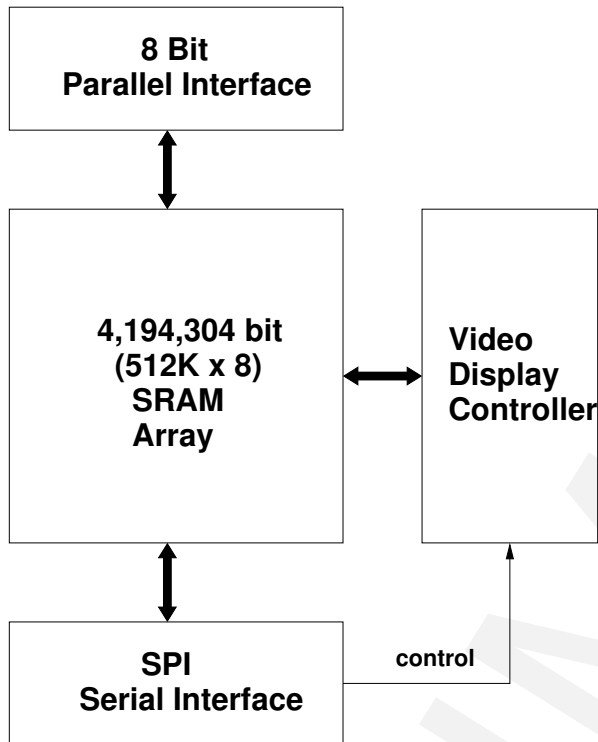 8 Bit
Parallel Interface
4,194,304 bit
(512K x 8)
SRAM
Array
Video
Display
Controller
SPI
Serial Interface
control